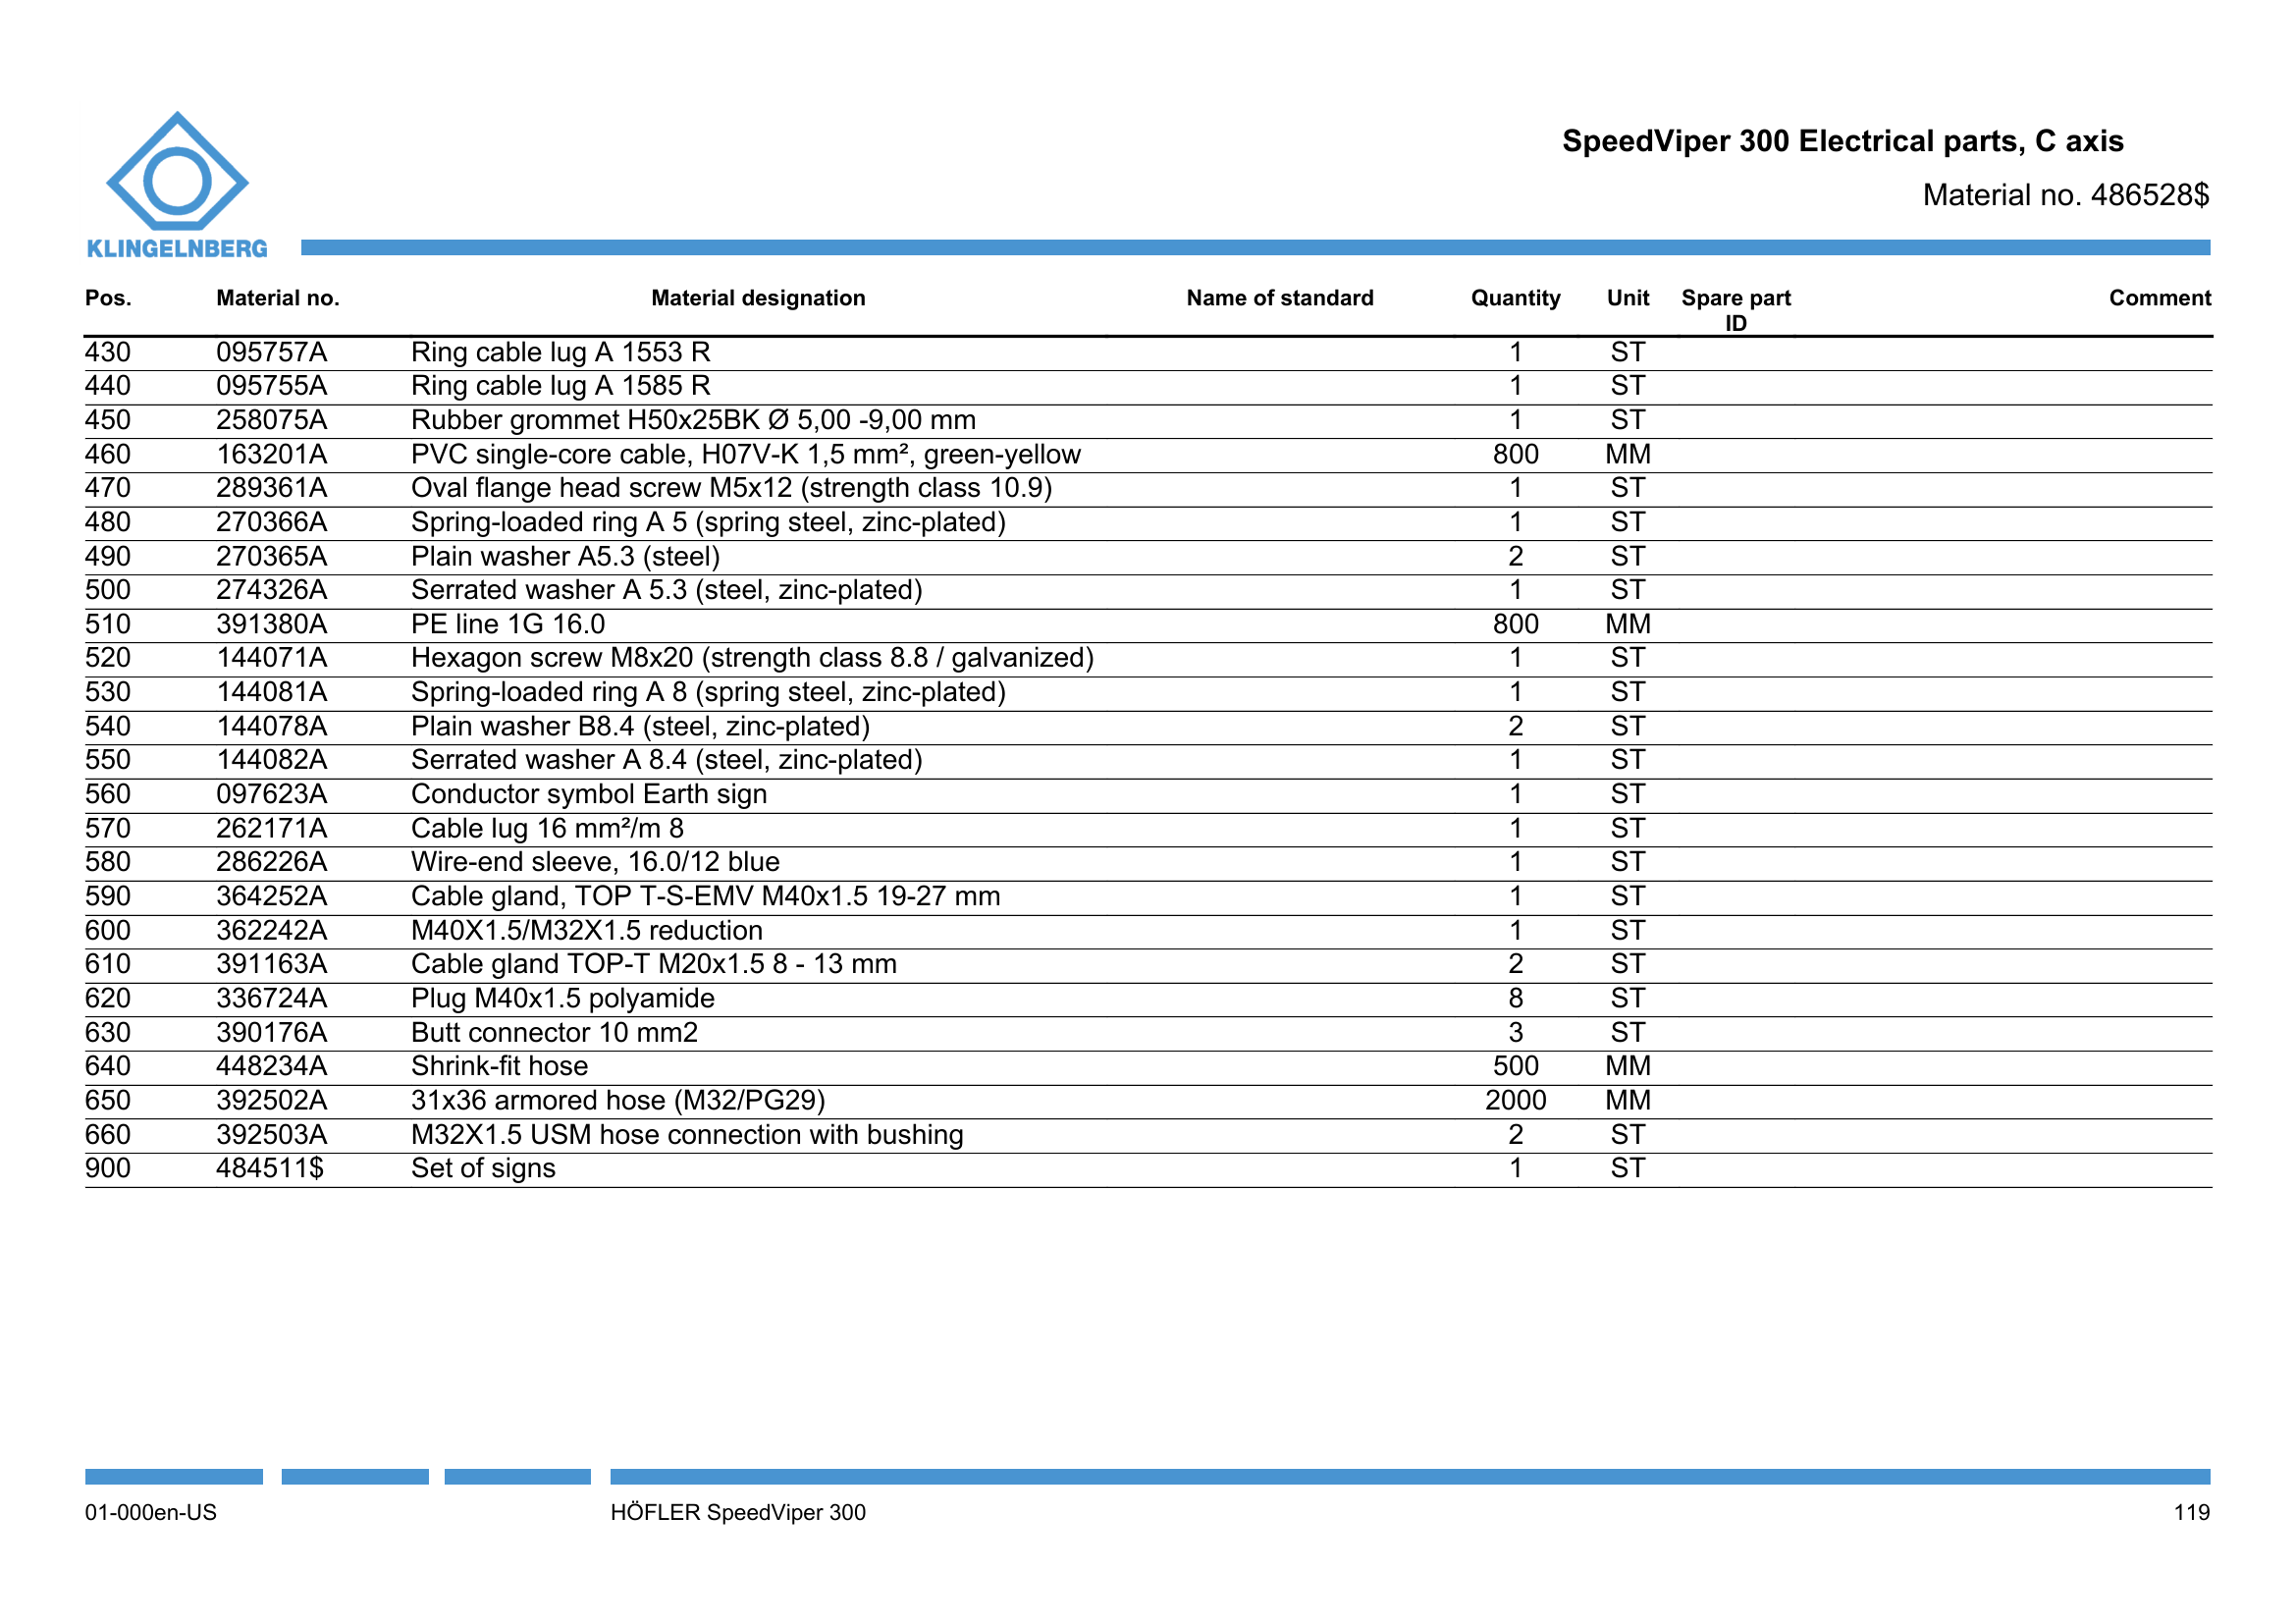 KLINGELNBERG
SpeedViper 300 Electrical parts, C axis
Material no. 486528$
Pos. Material no. Material designation Name of standard Quantity Unit Spare part ID Comment
430 095757A Ring cable lug A 1553 R 1 ST
440 095755A Ring cable lug A 1585 R 1 ST
450 258075A Rubber grommet H50x25BK Ø 5,00 -9,00 mm 1 ST
460 163201A PVC single-core cable, H07V-K 1,5 mm², green-yellow 800 MM
470 289361A Oval flange head screw M5x12 (strength class 10.9) 1 ST
480 270366A Spring-loaded ring A 5 (spring steel, zinc-plated) 1 ST
490 270365A Plain washer A5.3 (steel) 2 ST
500 274326A Serrated washer A 5.3 (steel, zinc-plated) 1 ST
510 391380A PE line 1G 16.0 800 MM
520 144071A Hexagon screw M8x20 (strength class 8.8 / galvanized) 1 ST
530 144081A Spring-loaded ring A 8 (spring steel, zinc-plated) 1 ST
540 144078A Plain washer B8.4 (steel, zinc-plated) 2 ST
550 144082A Serrated washer A 8.4 (steel, zinc-plated) 1 ST
560 097623A Conductor symbol Earth sign 1 ST
570 262171A Cable lug 16 mm²/m 8 1 ST
580 286226A Wire-end sleeve, 16.0/12 blue 1 ST
590 364252A Cable gland, TOP T-S-EMV M40x1.5 19-27 mm 1 ST
600 362242A M40X1.5/M32X1.5 reduction 1 ST
610 391163A Cable gland TOP-T M20x1.5 8 - 13 mm 2 ST
620 336724A Plug M40x1.5 polyamide 8 ST
630 390176A Butt connector 10 mm2 3 ST
640 448234A Shrink-fit hose 500 MM
650 392502A 31x36 armored hose (M32/PG29) 2000 MM
660 392503A M32X1.5 USM hose connection with bushing 2 ST
900 484511$ Set of signs 1 ST
01-000en-US HÖFLER SpeedViper 300 119